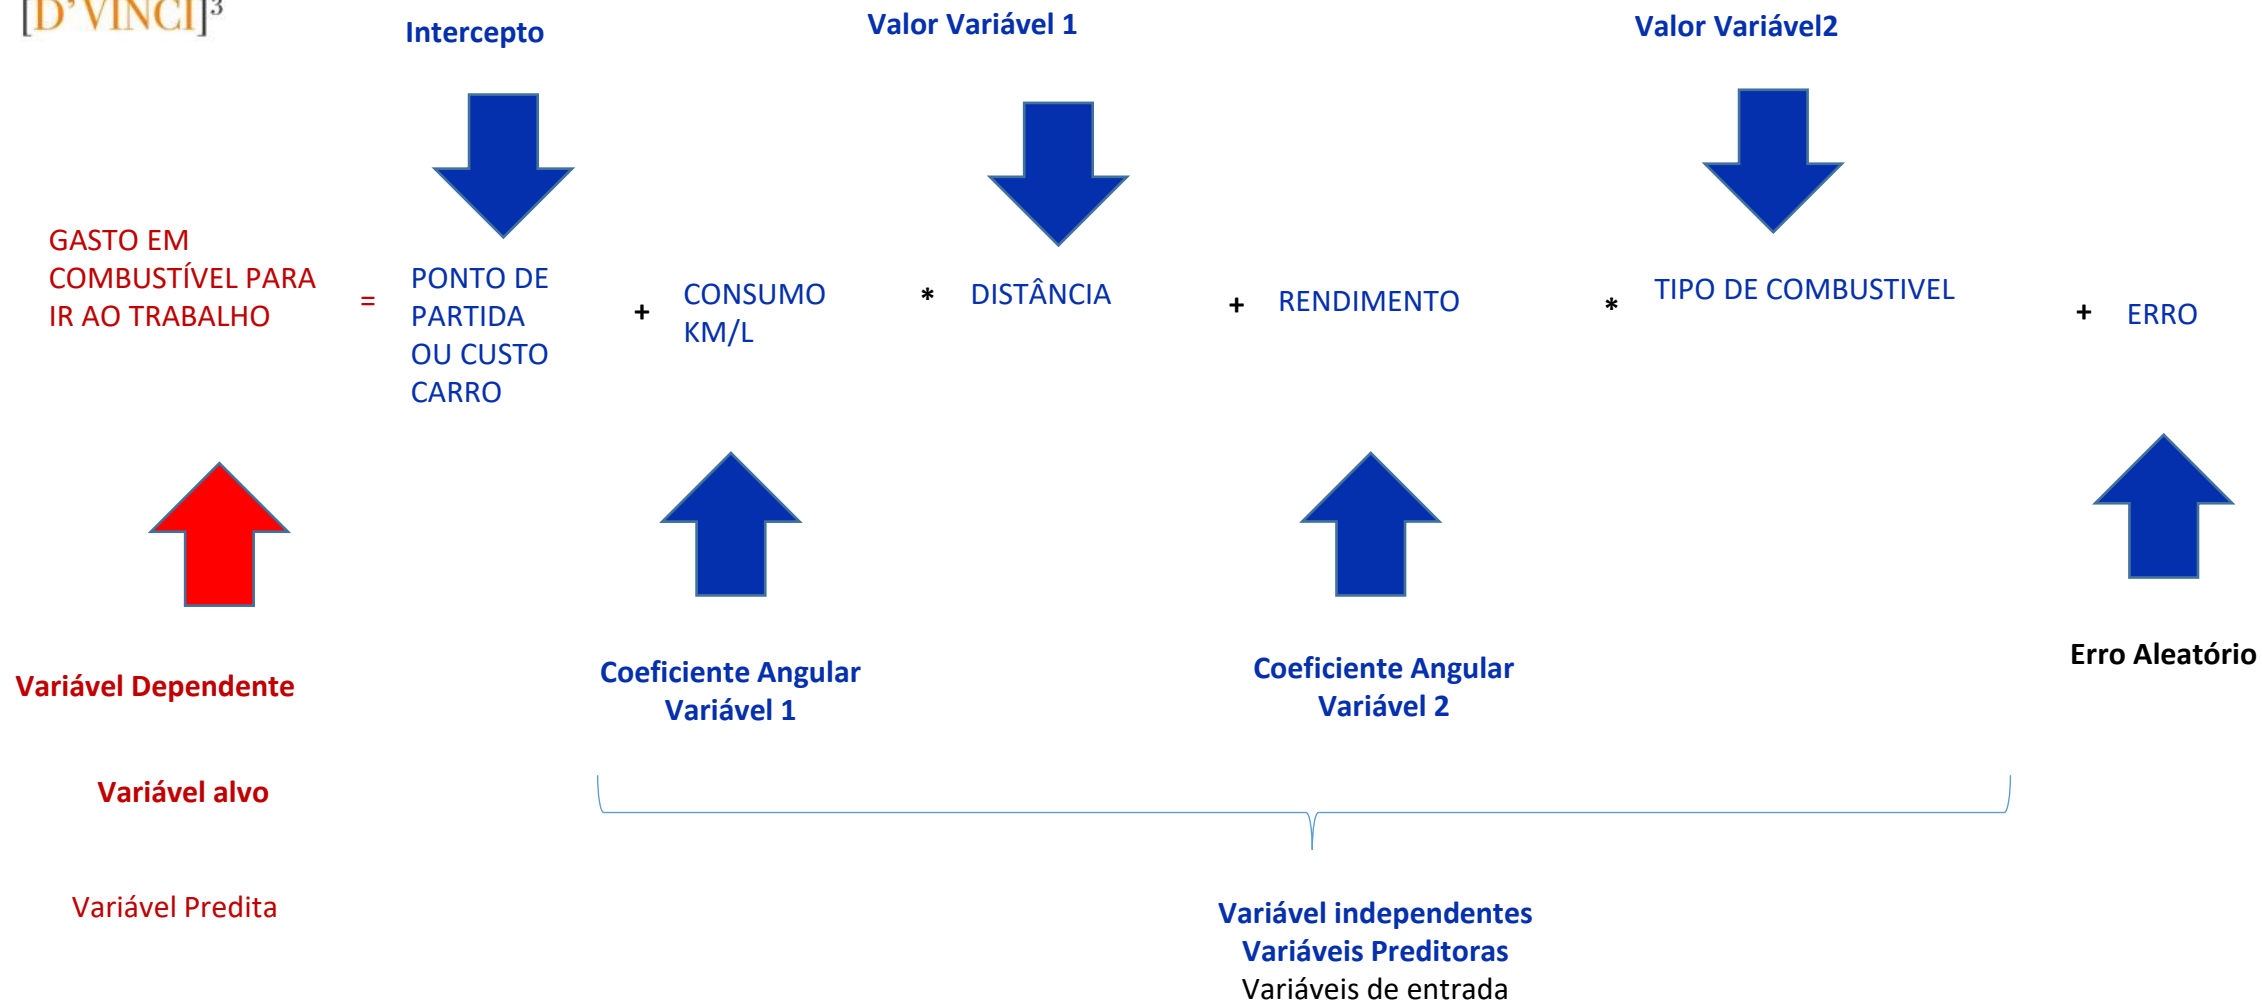 [D'VINCI]³
Intercepto
Valor Variável 1
Valor Variável2
GASTO EM
COMBUSTÍVEL PARA
IR AO TRABALHO
=
PONTO DE
PARTIDA
OU CUSTO
CARRO
+
CONSUMO
KM/L
*
DISTÂNCIA
+
RENDIMENTO
*
TIPO DE COMBUSTIVEL
+
ERRO
Variável Dependente
Coeficiente Angular
Variável 1
Coeficiente Angular
Variável 2
Erro Aleatório
Variável alvo
Variável Predita
Variável independentes
Variáveis Preditoras
Variáveis de entrada